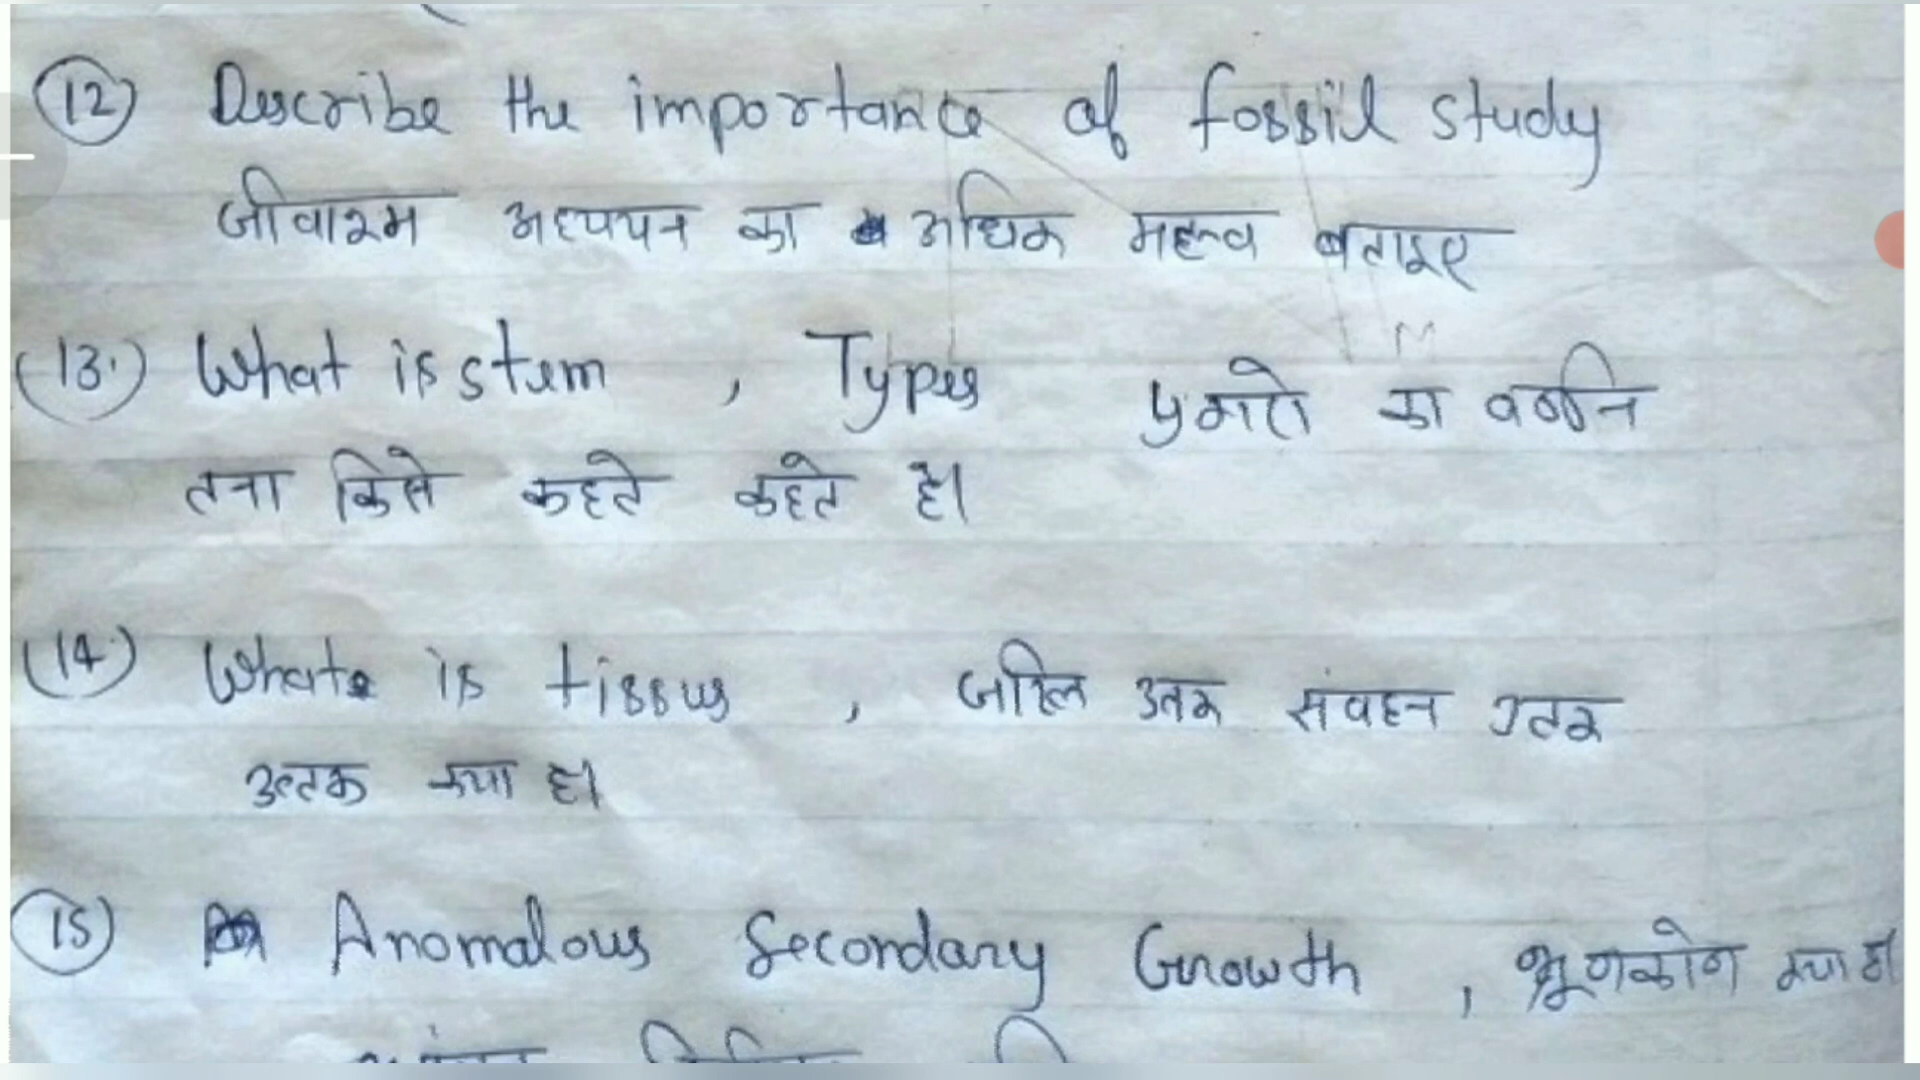 (12) Describe the importance of fossil study
जीवाश्म अध्ययन का अधिक महत्व बताइए
(13.) What is stem , Types प्रकारो का वर्णन
तना किसे कहते कहते है।
(14.) What is tissus , जटिल उतक संवहन उतक
उत्तक क्या है।
(15) Anomalous Secondary Growth , भ्रूणकोग क्या है